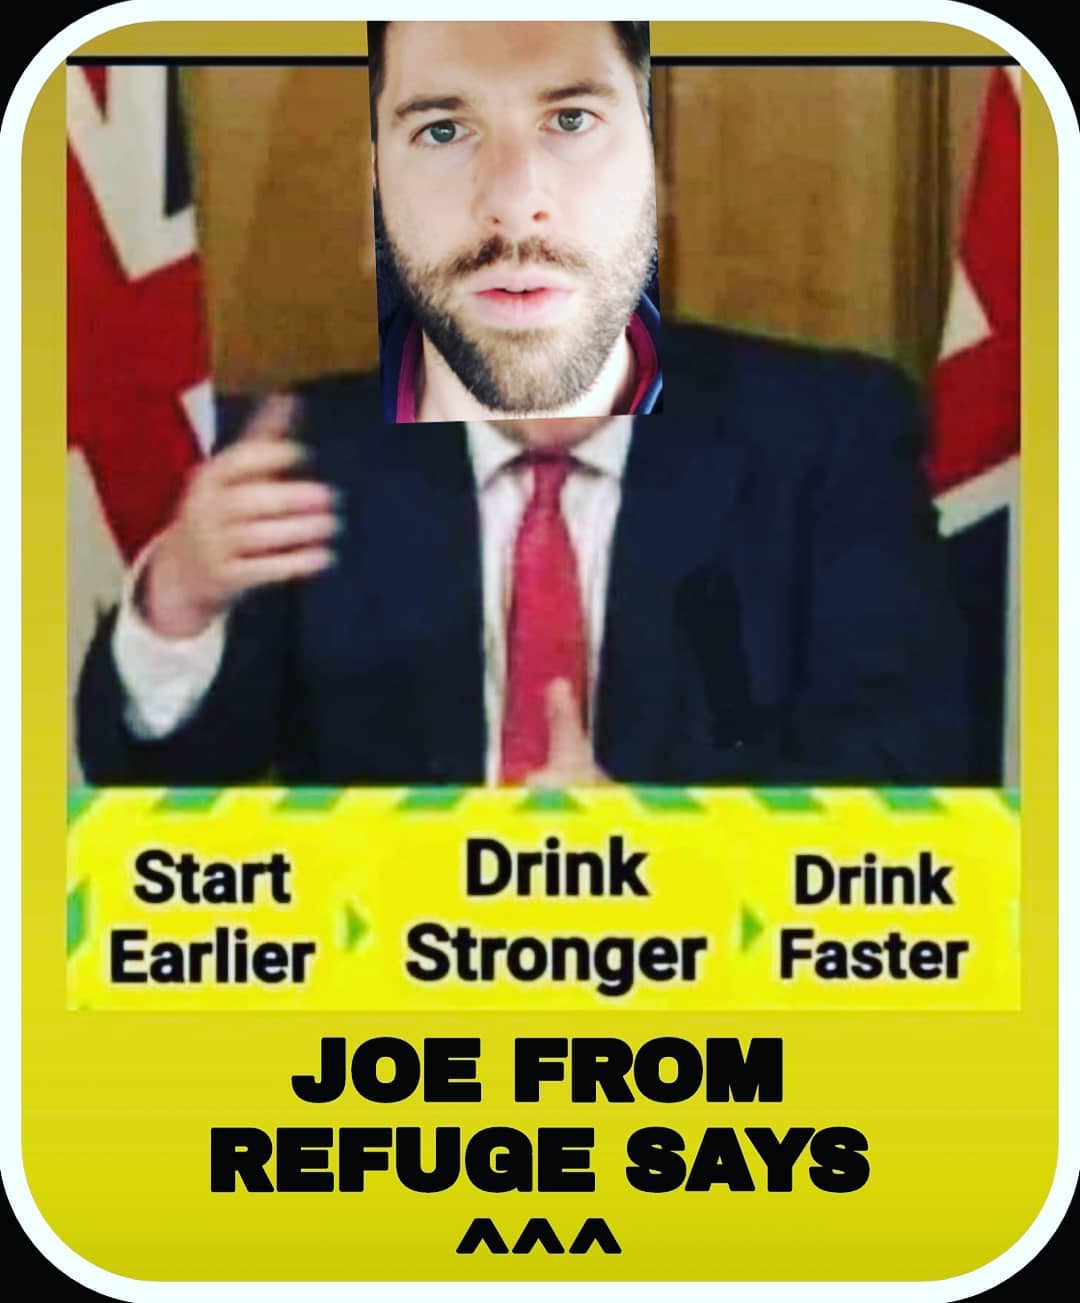 Start
Earlier
Drink
Stronger
Drink
Faster
JOE FROM
REFUGE SAYS
^^^